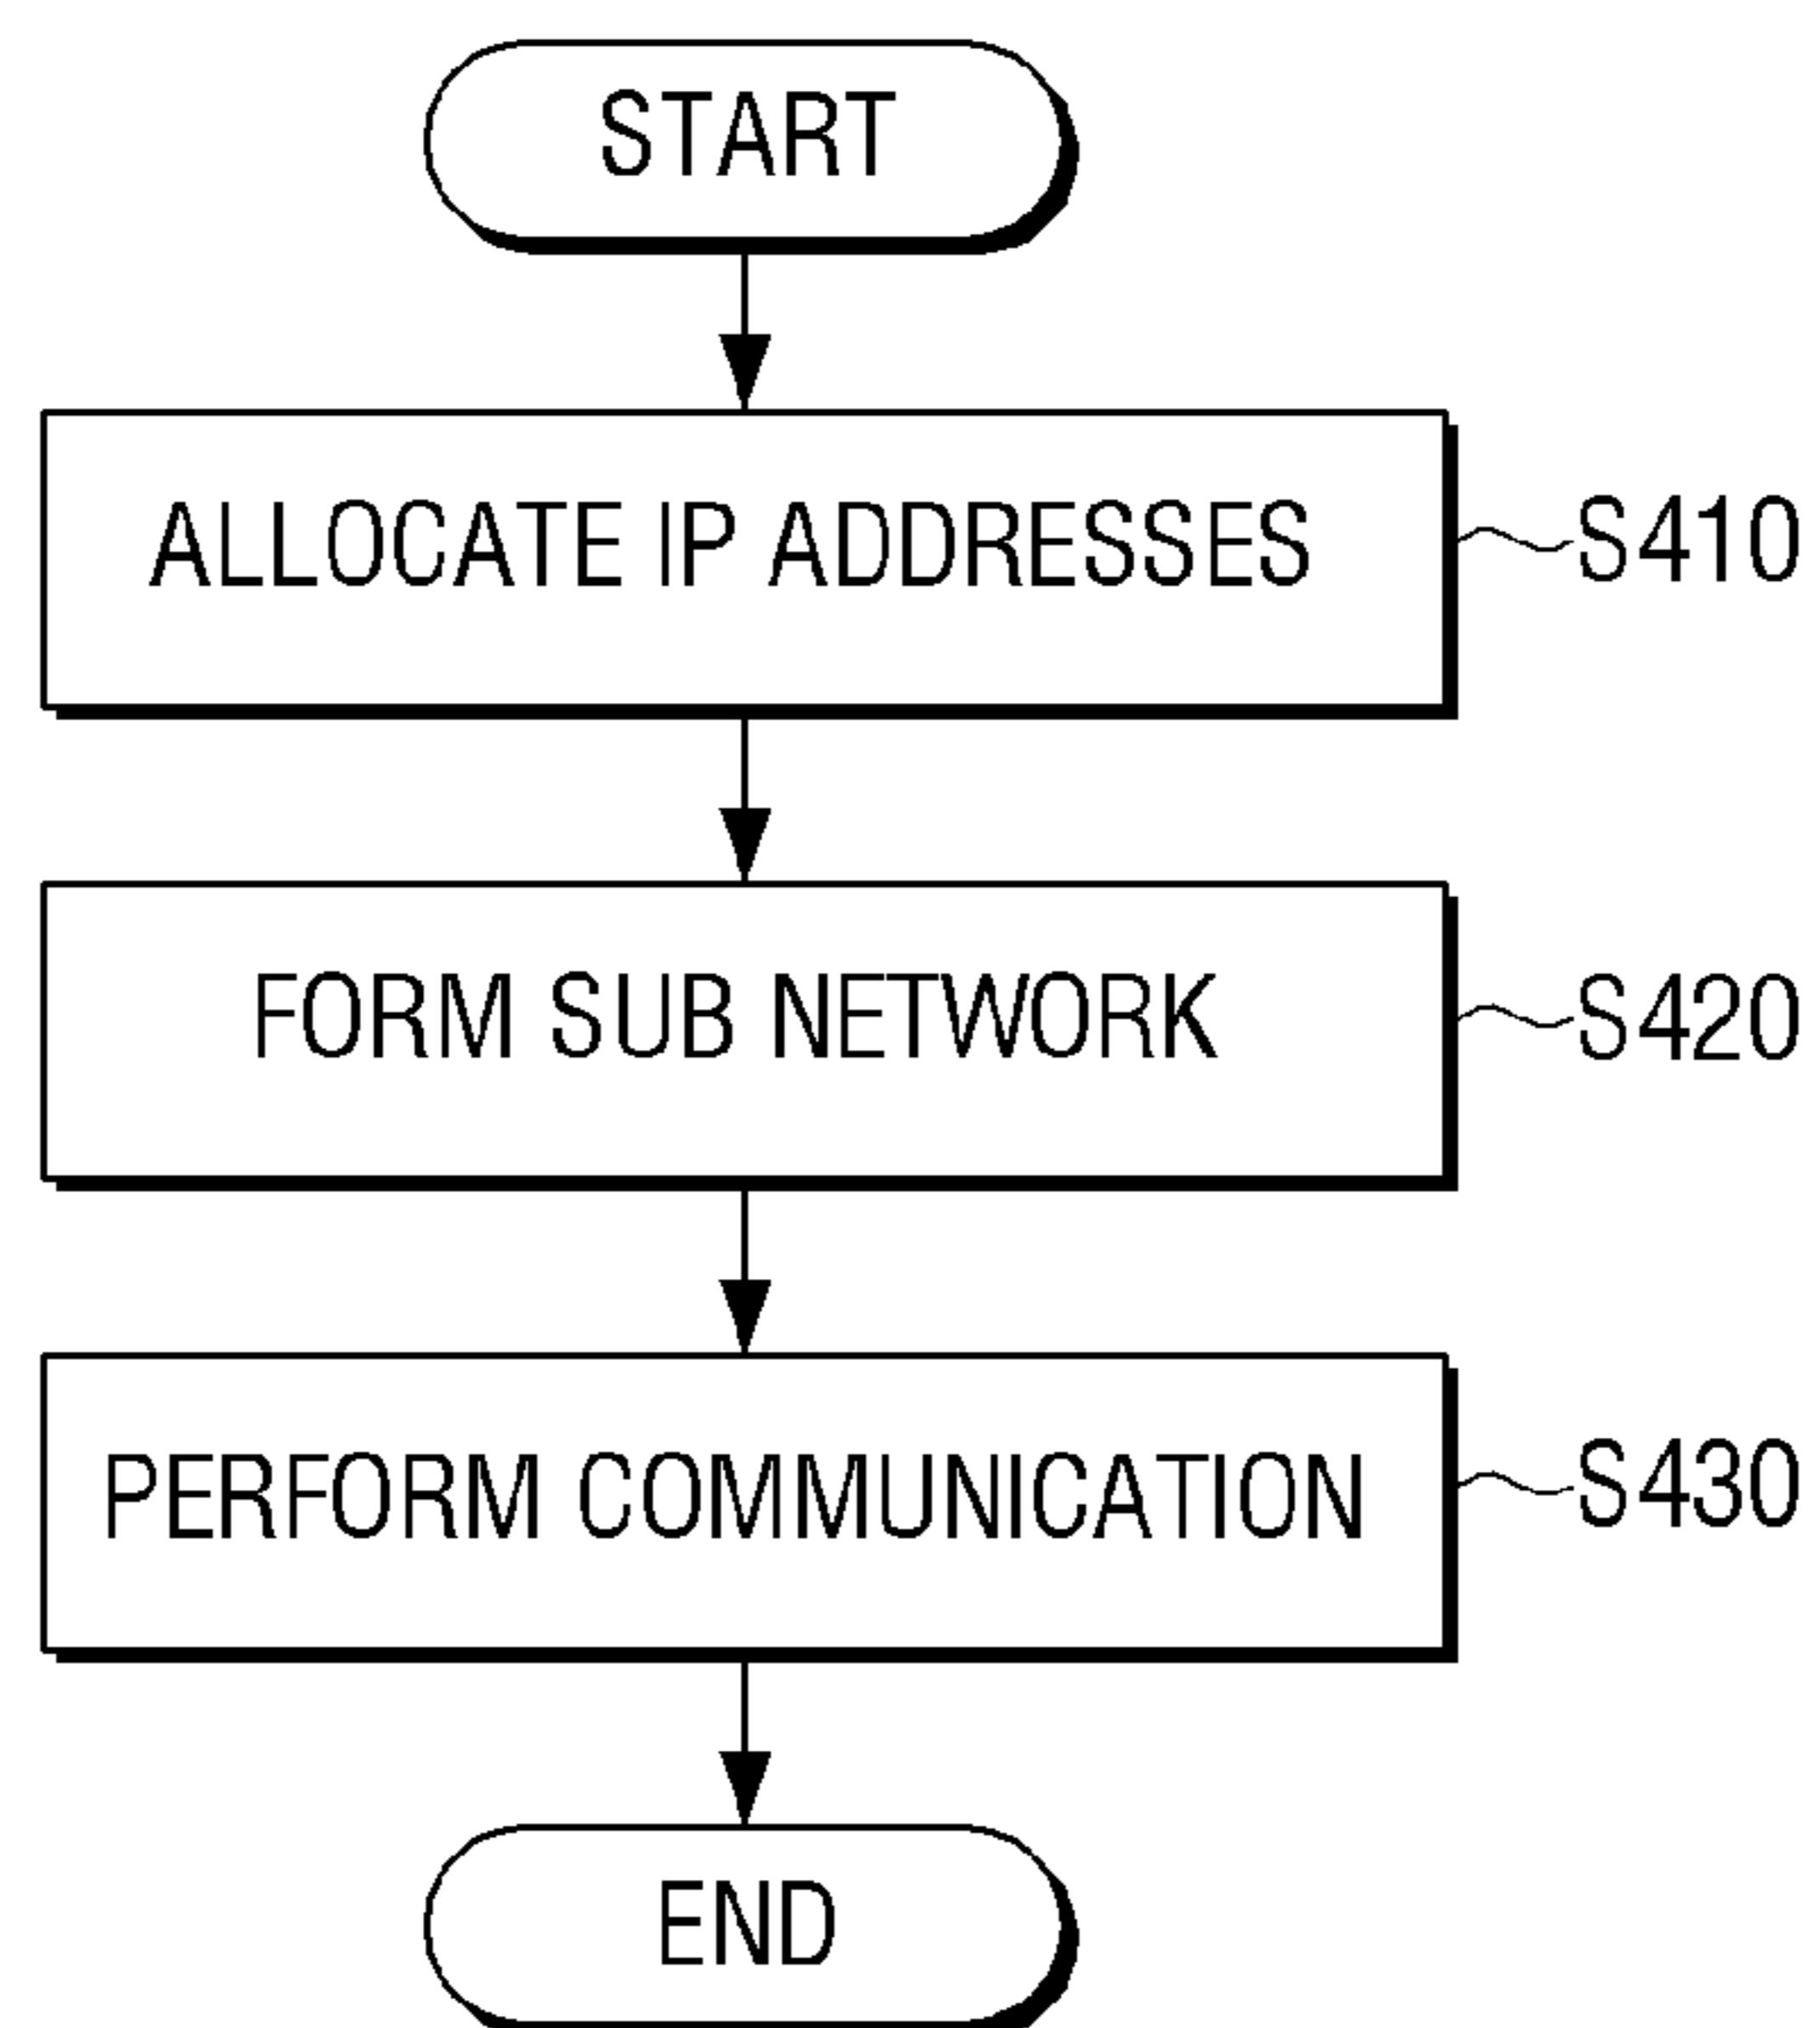 START
ALLOCATE IP ADDRESSES
S410
FORM SUB NETWORK
S420
PERFORM COMMUNICATION
S430
END